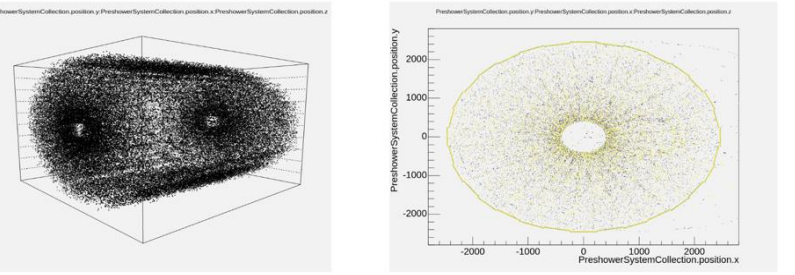 howerSystemCollection.position.y:PreshowerSystemCollection.position.x:PreshowerSystemCollection.position.z
PreshowerSystemCollection.position.y:PreshowerSystemCollection.position.x:PreshowerSystemCollection.position.z
PreshowerSystemCollection.position.y
2000
1000
0
-1000
-2000
-2000
-1000
0
1000
2000
PreshowerSystemCollection.position.x